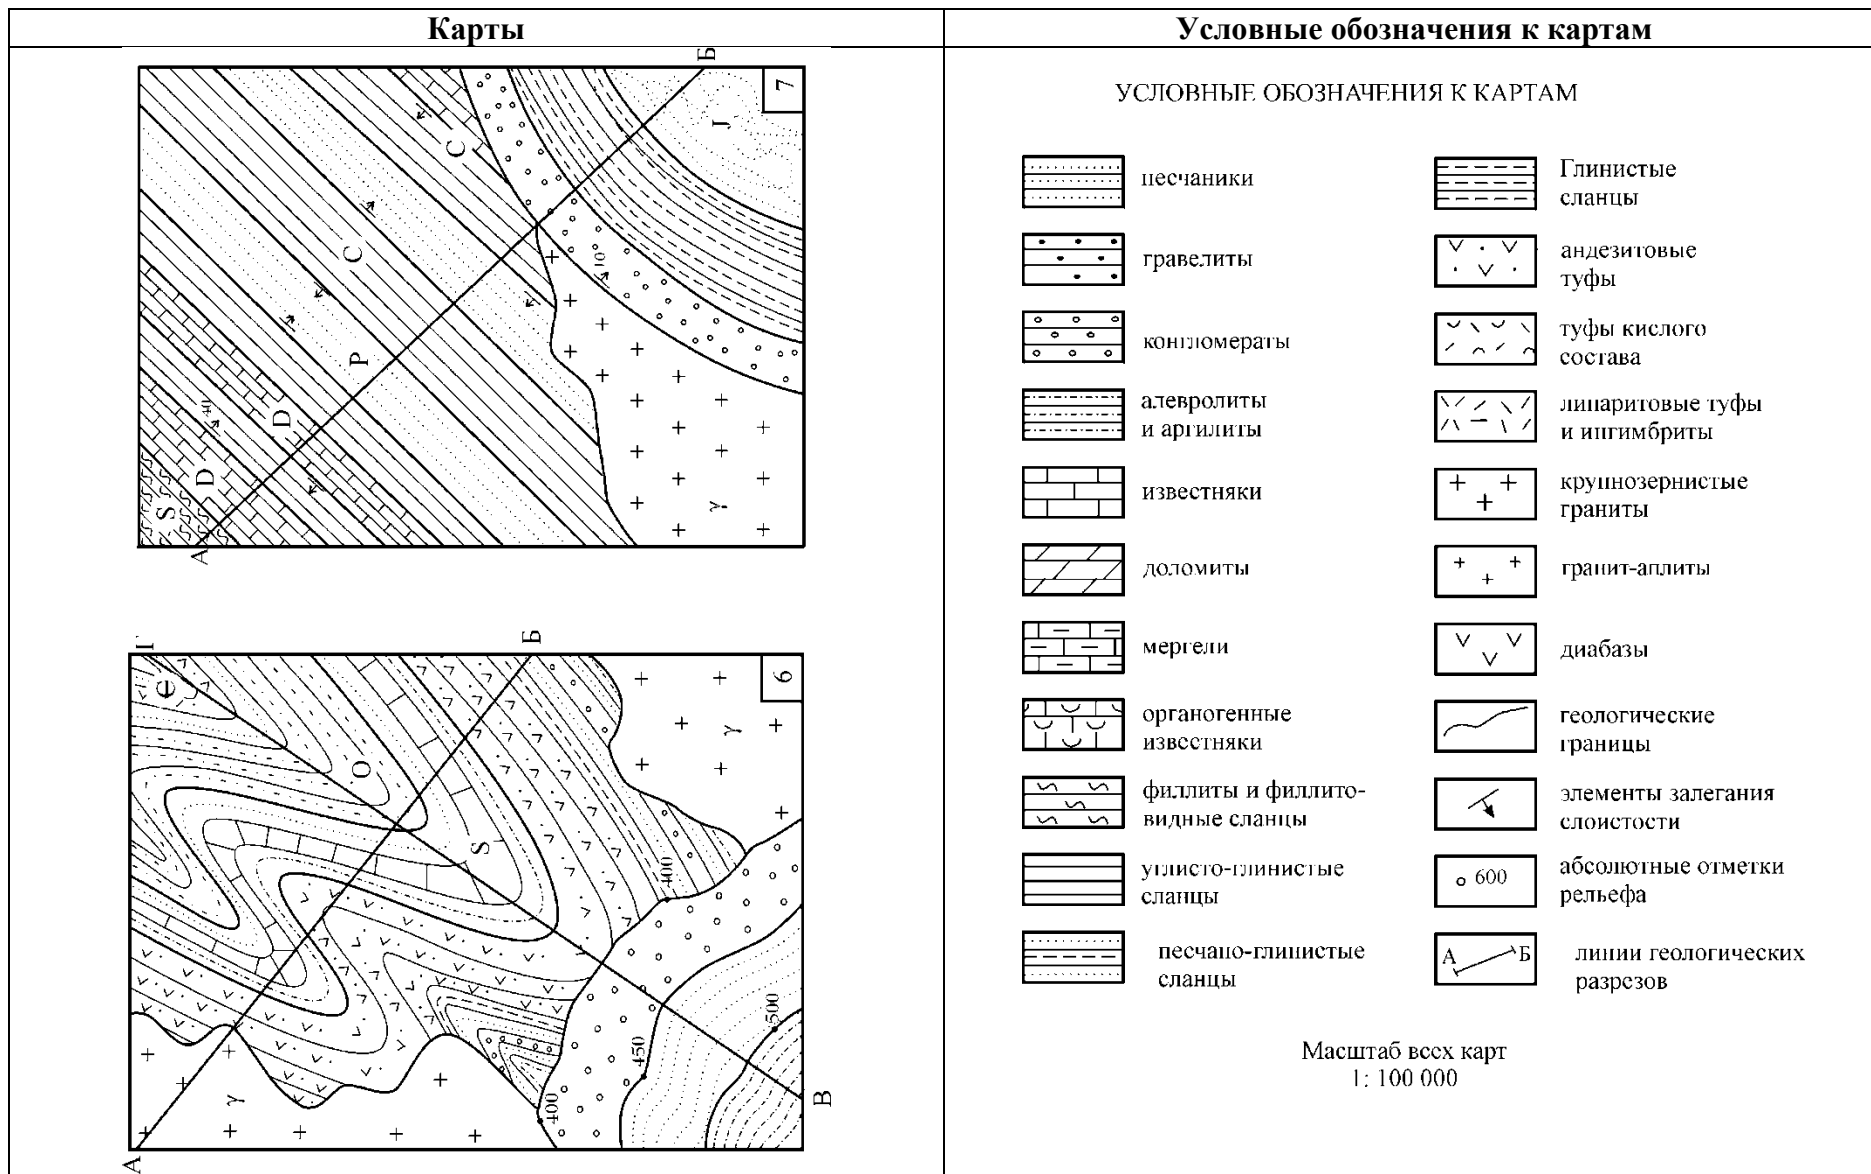 Карты
Условные обозначения к картам
Б
7
J
С
С
Р
D
40
D
S
А
10
γ
Г
Б
6
Є
О
γ
S
400
500
450
400
γ
В
А
УСЛОВНЫЕ ОБОЗНАЧЕНИЯ К КАРТАМ
песчаники
гравелиты
конгломераты
алевролиты
и аргилиты
известняки
доломиты
мергели
органогенные
известняки
филлиты и филлито-
видные сланцы
углисто-глинистые
сланцы
песчано-глинистые
сланцы
Глинистые
сланцы
андезитовые
туфы
туфы кислого
состава
липаритовые туфы
и ингимбриты
крупнозернистые
граниты
гранит-аплиты
диабазы
геологические
границы
элементы залегания
слоистости
600
абсолютные отметки
рельефа
А Б
линии геологических
разрезов
Масштаб всех карт
1: 100 000